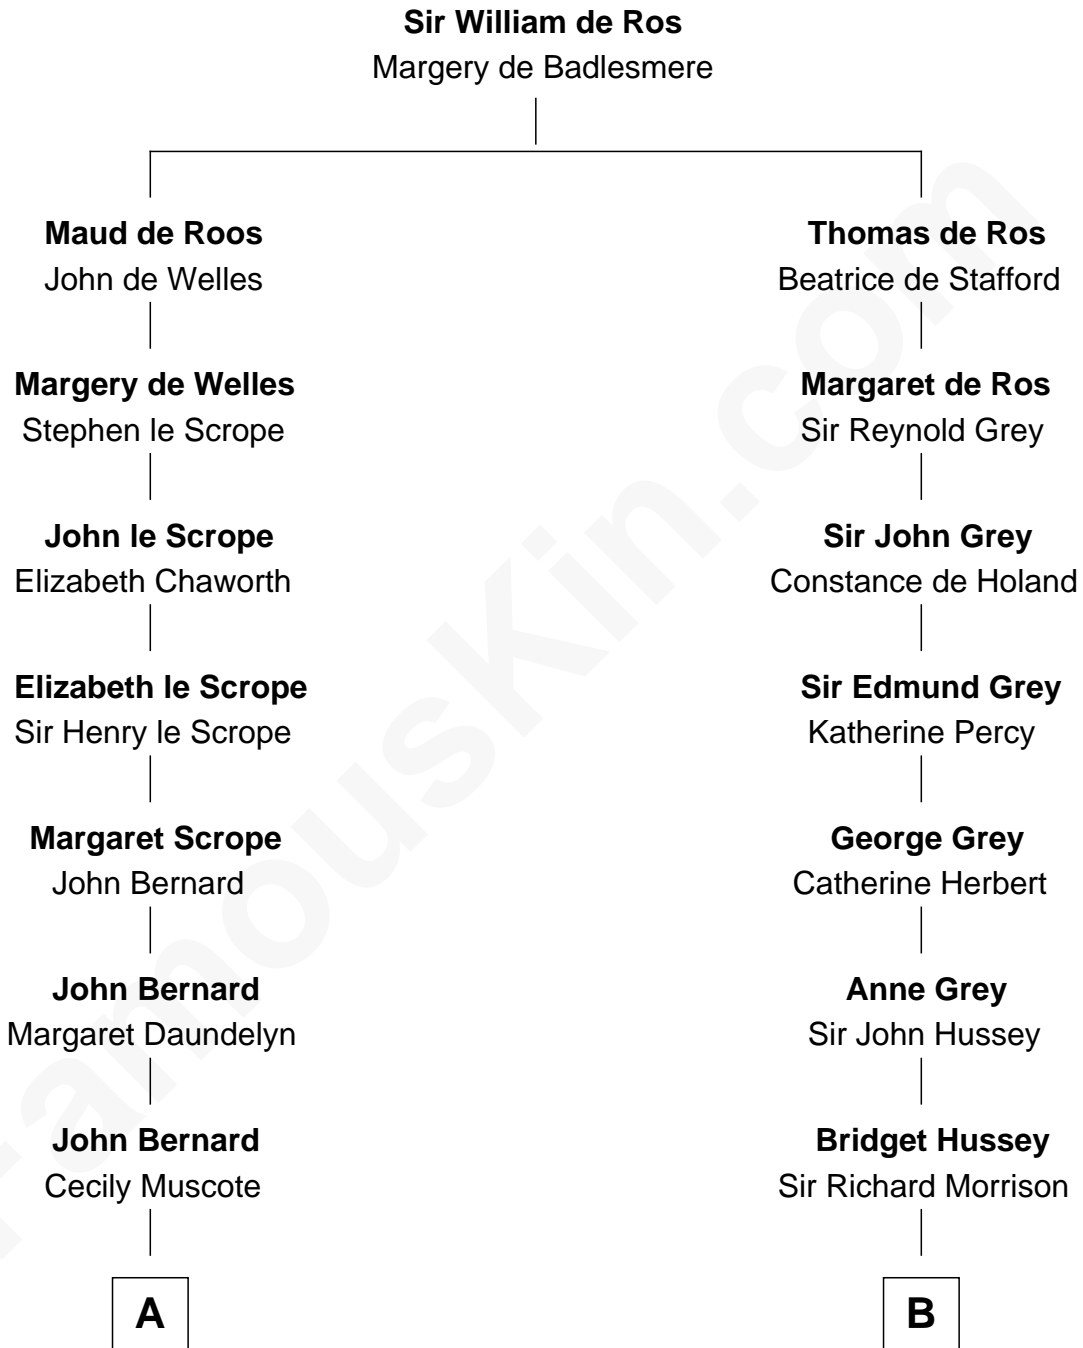 Sir William de Ros
Margery de Badlesmere
Maud de Roos
John de Welles
Margery de Welles
Stephen le Scrope
John le Scrope
Elizabeth Chaworth
Elizabeth le Scrope
Sir Henry le Scrope
Margaret Scrope
John Bernard
John Bernard
Margaret Daundelyn
John Bernard
Cecily Muscote
A
Thomas de Ros
Beatrice de Stafford
Margaret de Ros
Sir Reynold Grey
Sir John Grey
Constance de Holand
Sir Edmund Grey
Katherine Percy
George Grey
Catherine Herbert
Anne Grey
Sir John Hussey
Bridget Hussey
Sir Richard Morrison
B
FamousKin.com